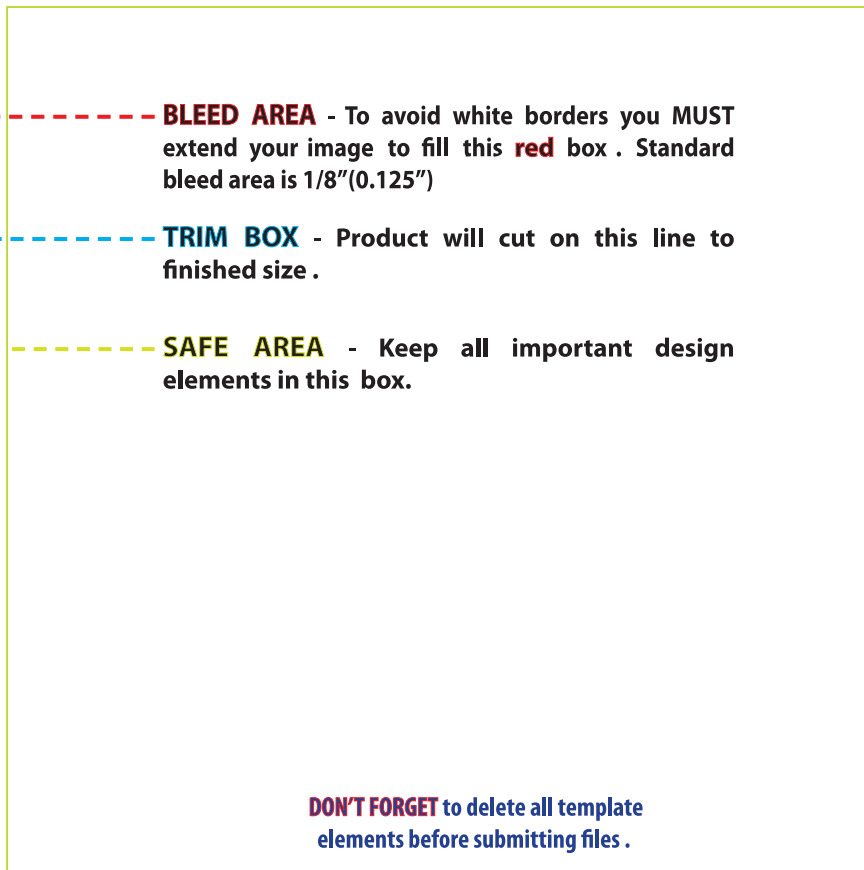 BLEED AREA - To avoid white borders you MUST
extend your image to fill this red box . Standard
bleed area is 1/8”(0.125”)
TRIM BOX - Product will cut on this line to
finished size .
SAFE AREA - Keep all important design
elements in this box.
DON’T FORGET to delete all template
elements before submitting files .